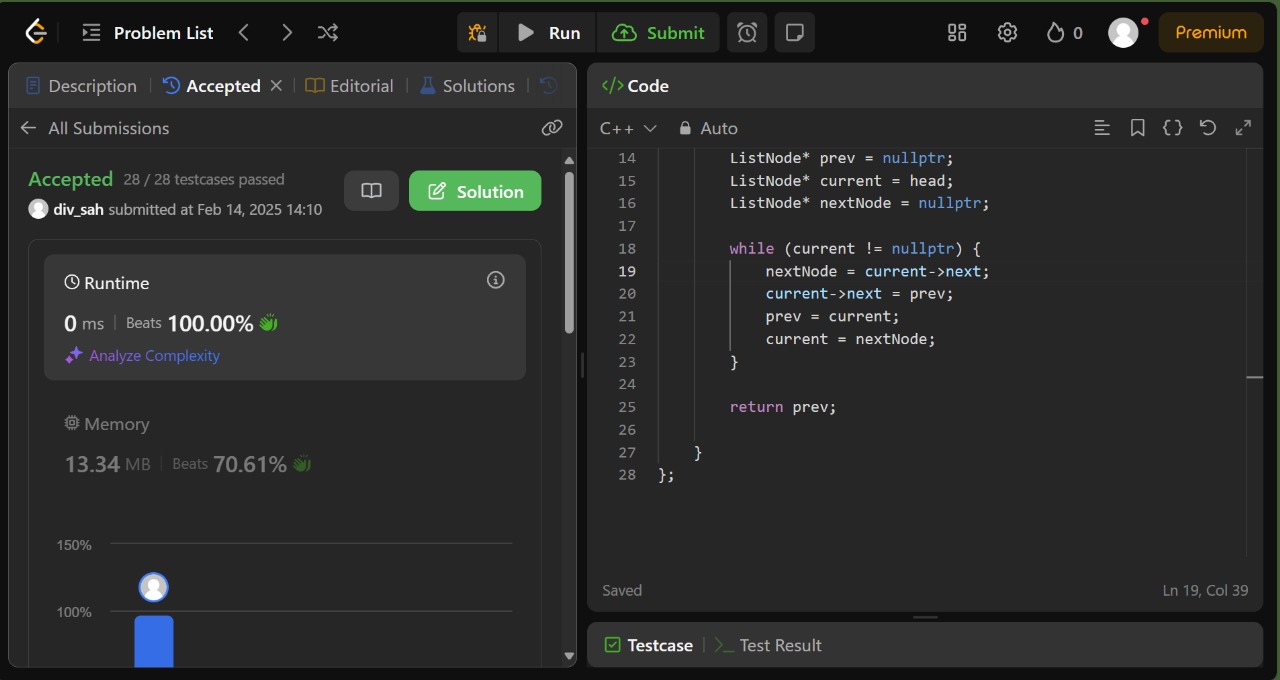 Problem List
Run
Submit
0
Premium
Description
Accepted
Editorial
Solutions
All Submissions
Accepted 28 / 28 testcases passed
div_sah submitted at Feb 14, 2025 14:10
Solution
Runtime
0 ms | Beats 100.00%
Analyze Complexity
Memory
13.34 MB | Beats 70.61%
150%
100%
</> Code
C++
Auto
14 ListNode* prev = nullptr;
15 ListNode* current = head;
16 ListNode* nextNode = nullptr;
17
18 while (current != nullptr) {
19 nextNode = current->next;
20 current->next = prev;
21 prev = current;
22 current = nextNode;
23 }
24
25 return prev;
26
27 }
28 };
Saved
Ln 19, Col 39
Testcase
Test Result